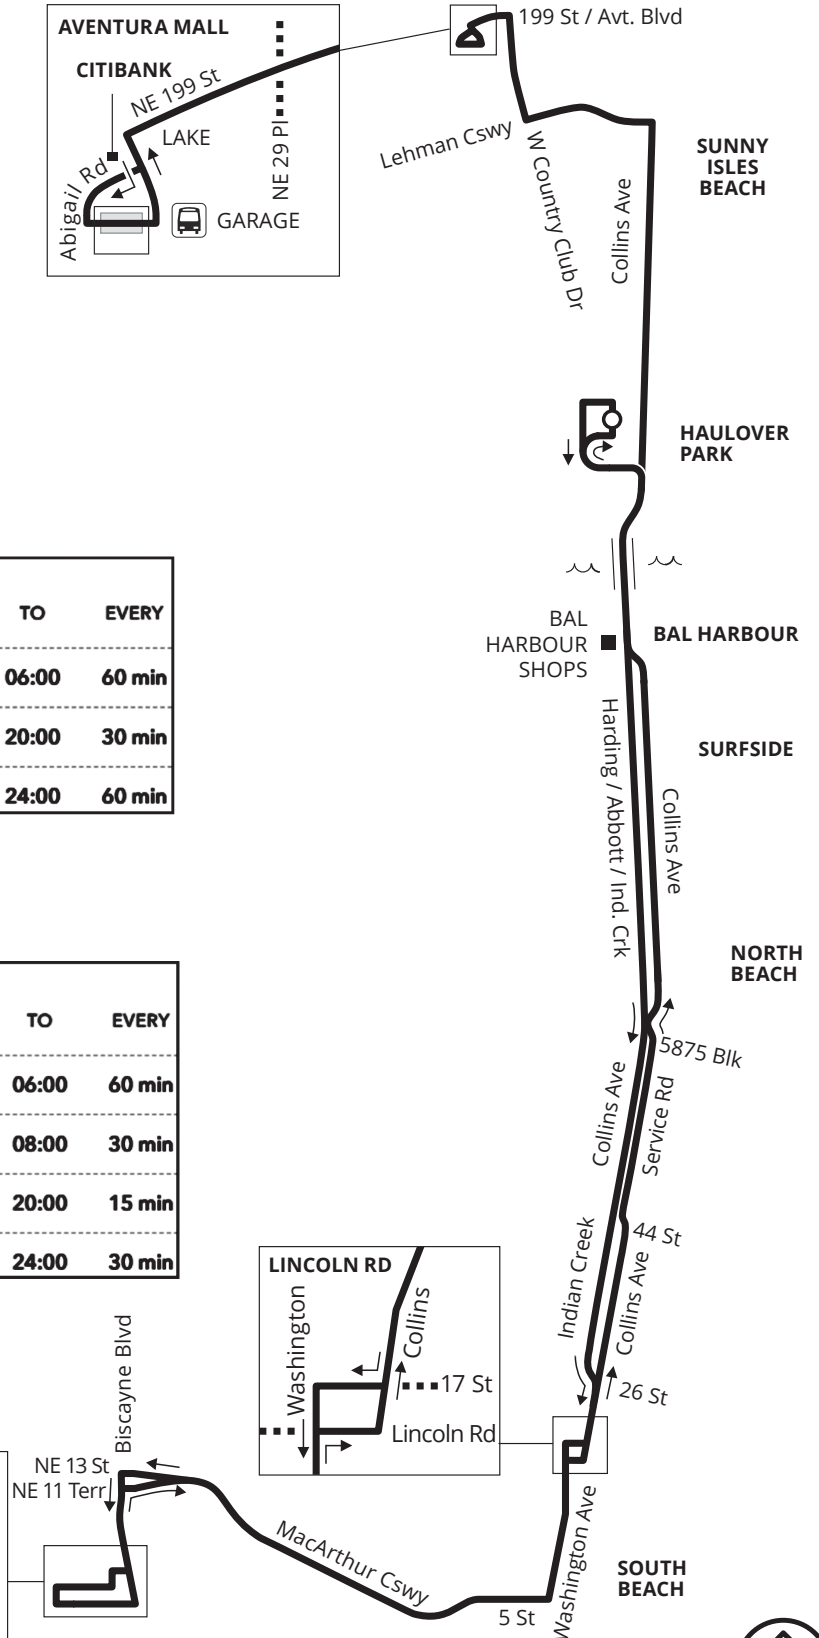 AVENTURA MALL
CITIBANK
NE 199 St
LAKE
NE 29 Pl
Abigail Rd
GARAGE
199 St / Avt. Blvd
Lehman Cswy
W Country Club Dr
Collins Ave
SUNNY
ISLES
BEACH
HAULOVER
PARK
BAL
HARBOUR
SHOPS
BAL HARBOUR
SURFSIDE
Harding / Abbott / Ind. Crk
Collins Ave
NORTH
BEACH
5875 Blk
Collins Ave
Service Rd
44 St
Indian Creek
Collins Ave
26 St
TO EVERY
06:00 60 min
20:00 30 min
24:00 60 min
TO EVERY
06:00 60 min
08:00 30 min
20:00 15 min
24:00 30 min
LINCOLN RD
Washington
Collins
17 St
Lincoln Rd
Biscayne Blvd
NE 13 St
NE 11 Terr
MacArthur Cswy
5 St
Washington Ave
SOUTH
BEACH